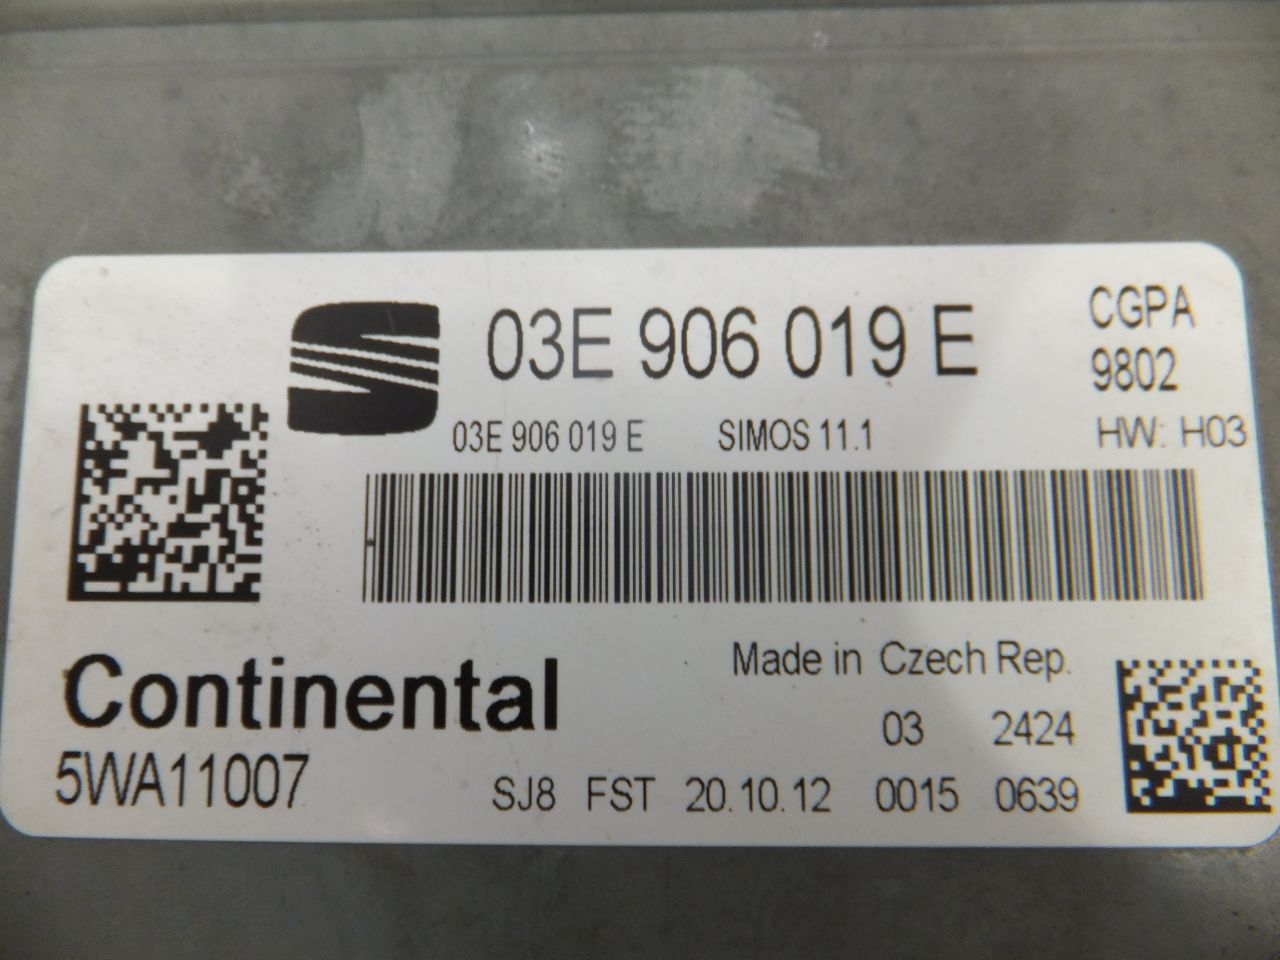 03E 906 019 E
CGPA
9802
03E 906 019 E SIMOS 11.1 HW: H03
Continental
Made in Czech Rep.
03 2424
5WA11007
SJ8 FST 20.10.12 0015 0639